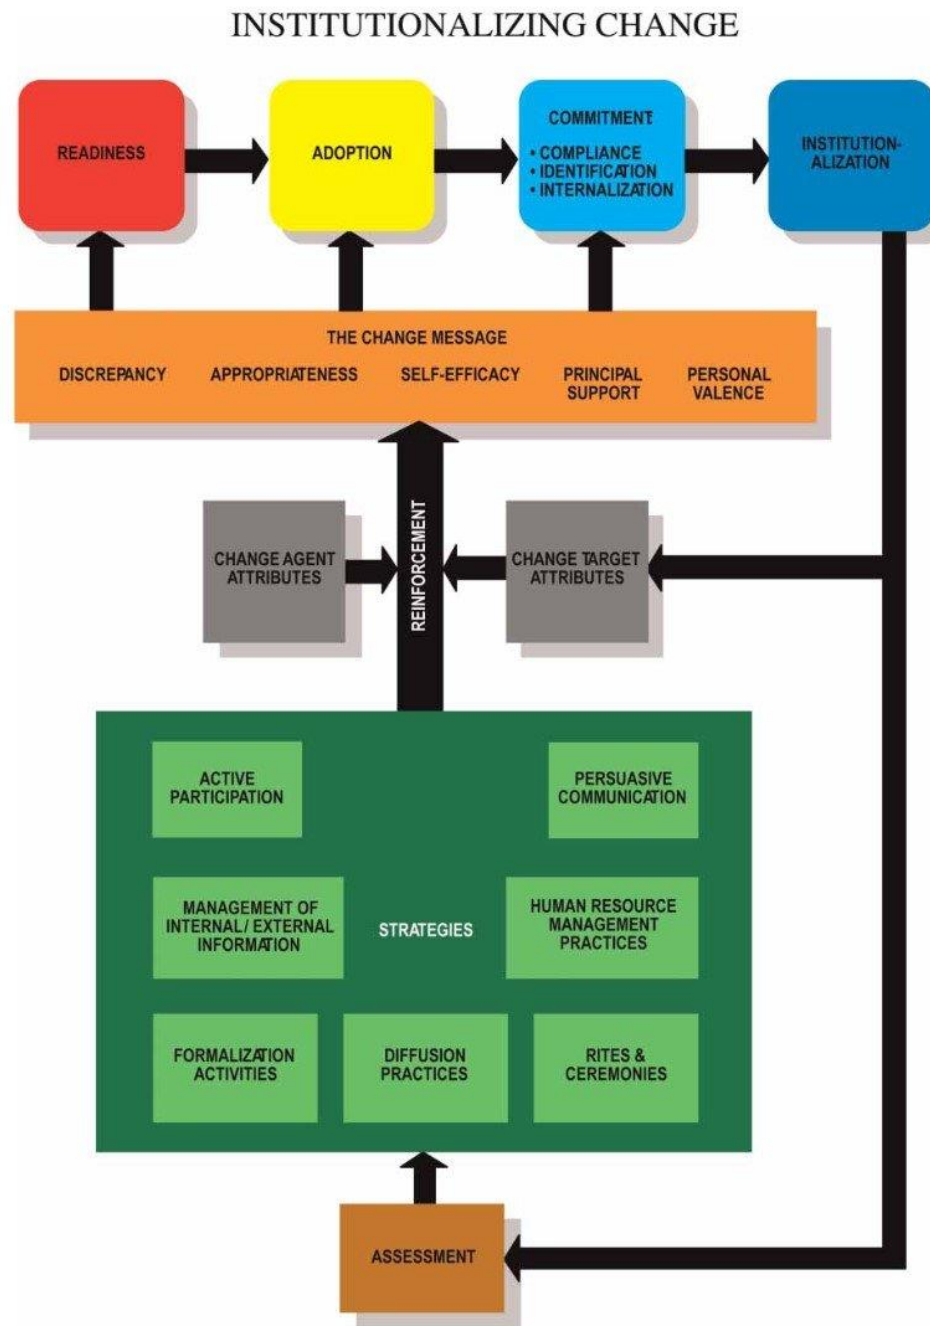 INSTITUTIONALIZING CHANGE
READINESS
ADOPTION
COMMITMENT:
• COMPLIANCE
• IDENTIFICATION
• INTERNALIZATION
INSTITUTION-
ALIZATION
THE CHANGE MESSAGE
DISCREPANCY
APPROPRIATENESS
SELF-EFFICACY
PRINCIPAL
SUPPORT
PERSONAL
VALENCE
REINFORCEMENT
CHANGE AGENT
ATTRIBUTES
CHANGE TARGET
ATTRIBUTES
ACTIVE
PARTICIPATION
PERSUASIVE
COMMUNICATION
MANAGEMENT OF
INTERNAL / EXTERNAL
INFORMATION
STRATEGIES
HUMAN RESOURCE
MANAGEMENT
PRACTICES
FORMALIZATION
ACTIVITIES
DIFFUSION
PRACTICES
RITES &
CEREMONIES
ASSESSMENT